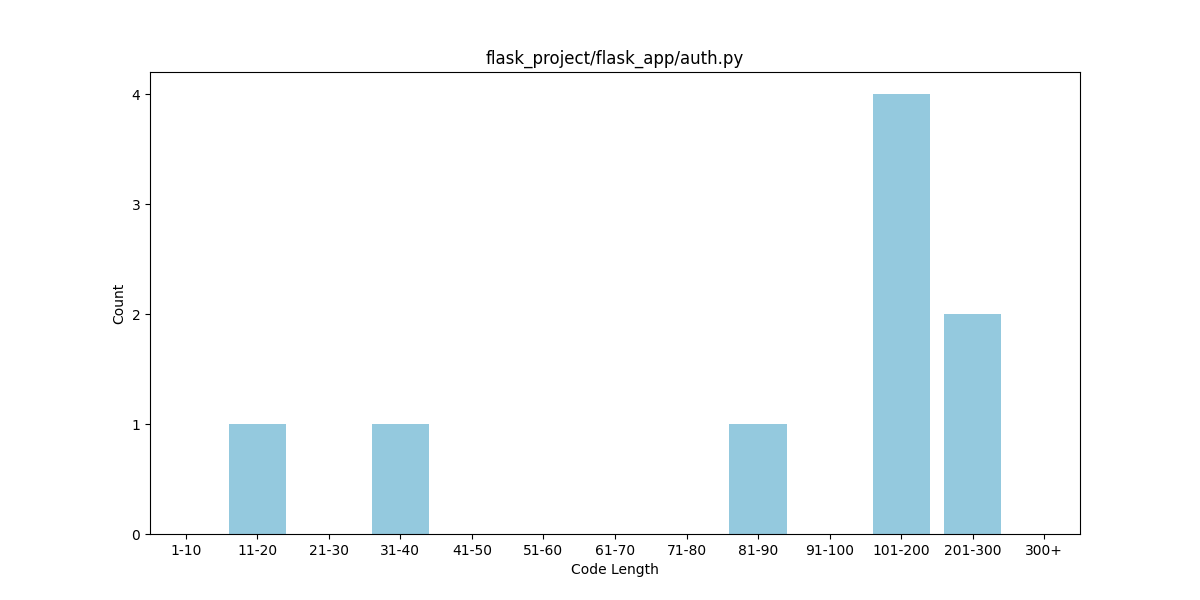 flask_project/flask_app/auth.py
4
3
2
1
0
Count
1-10 11-20 21-30 31-40 41-50 51-60 61-70 71-80 81-90 91-100 101-200 201-300 300+
Code Length